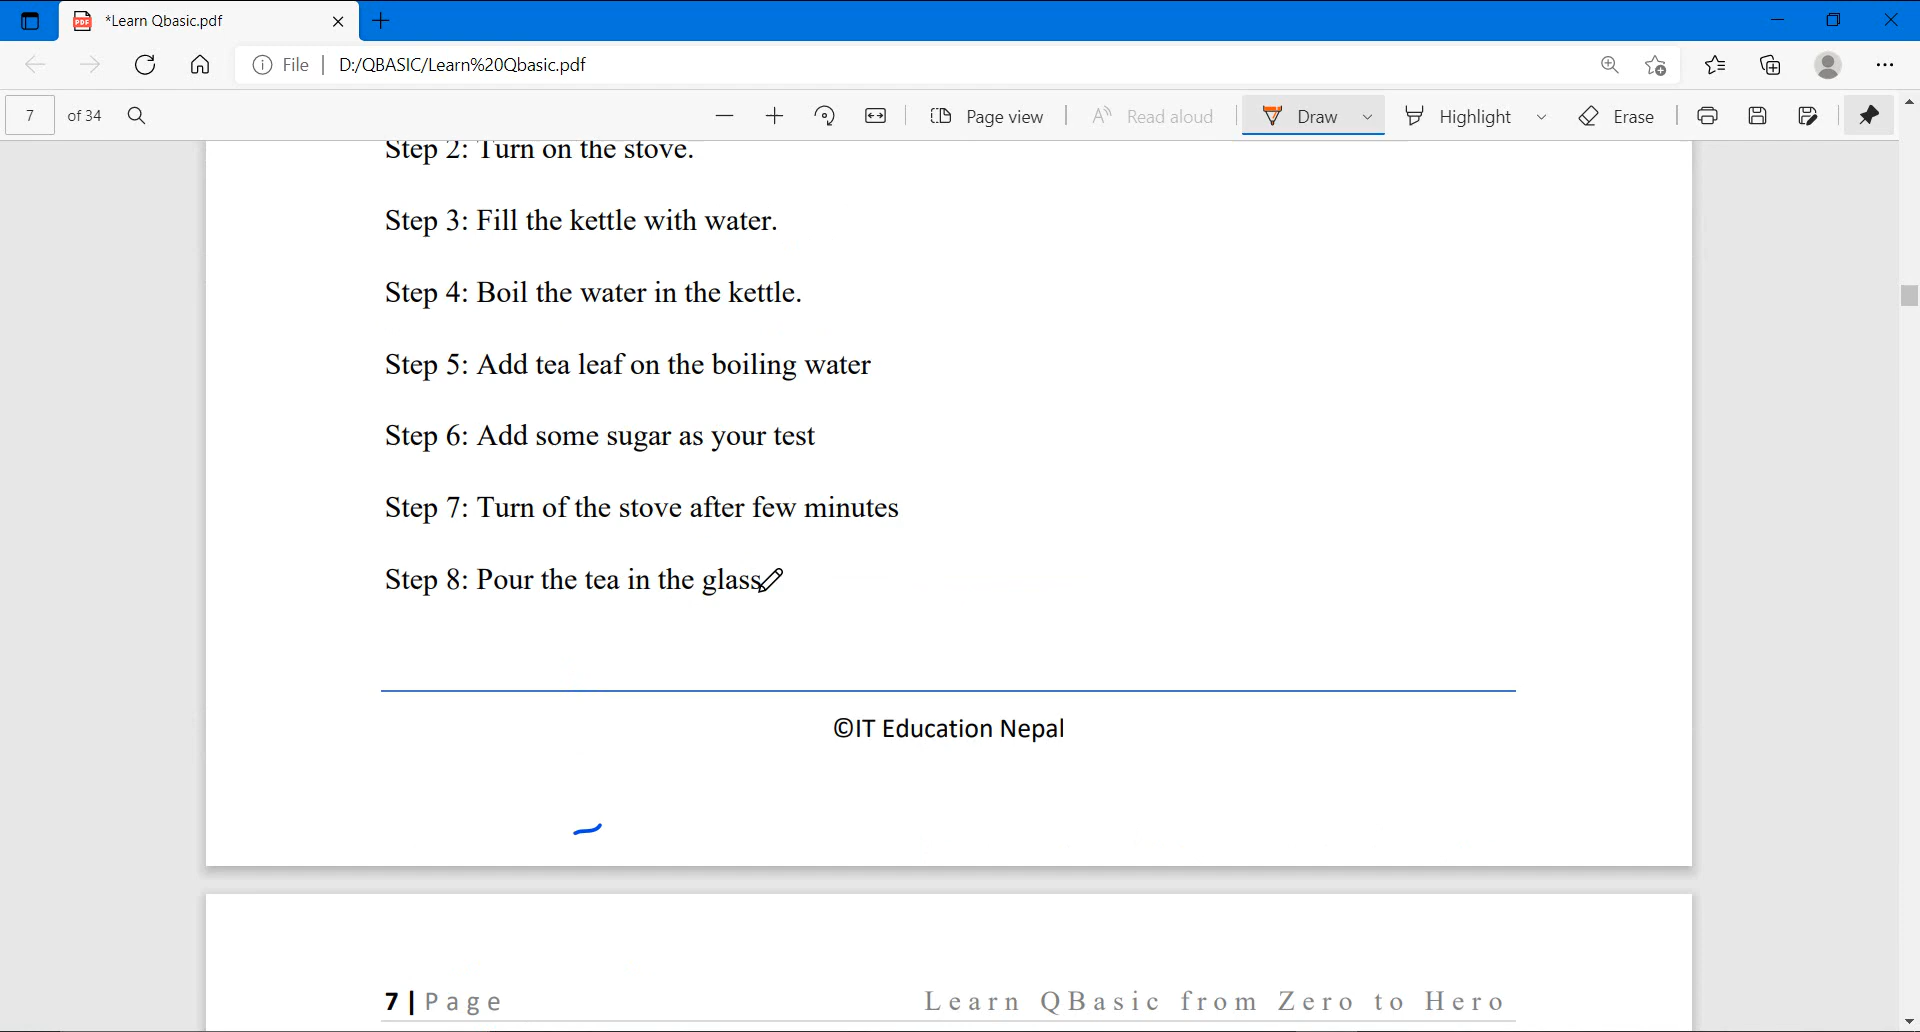 *Learn Qbasic.pdf
File | D:/QBASIC/Learn%20Qbasic.pdf
7 of 34 Page view Read aloud Draw Highlight Erase
Step 2: Turn on the stove.
Step 3: Fill the kettle with water.
Step 4: Boil the water in the kettle.
Step 5: Add tea leaf on the boiling water
Step 6: Add some sugar as your test
Step 7: Turn of the stove after few minutes
Step 8: Pour the tea in the glass
©IT Education Nepal
7 | Page Learn QBasic from Zero to Hero